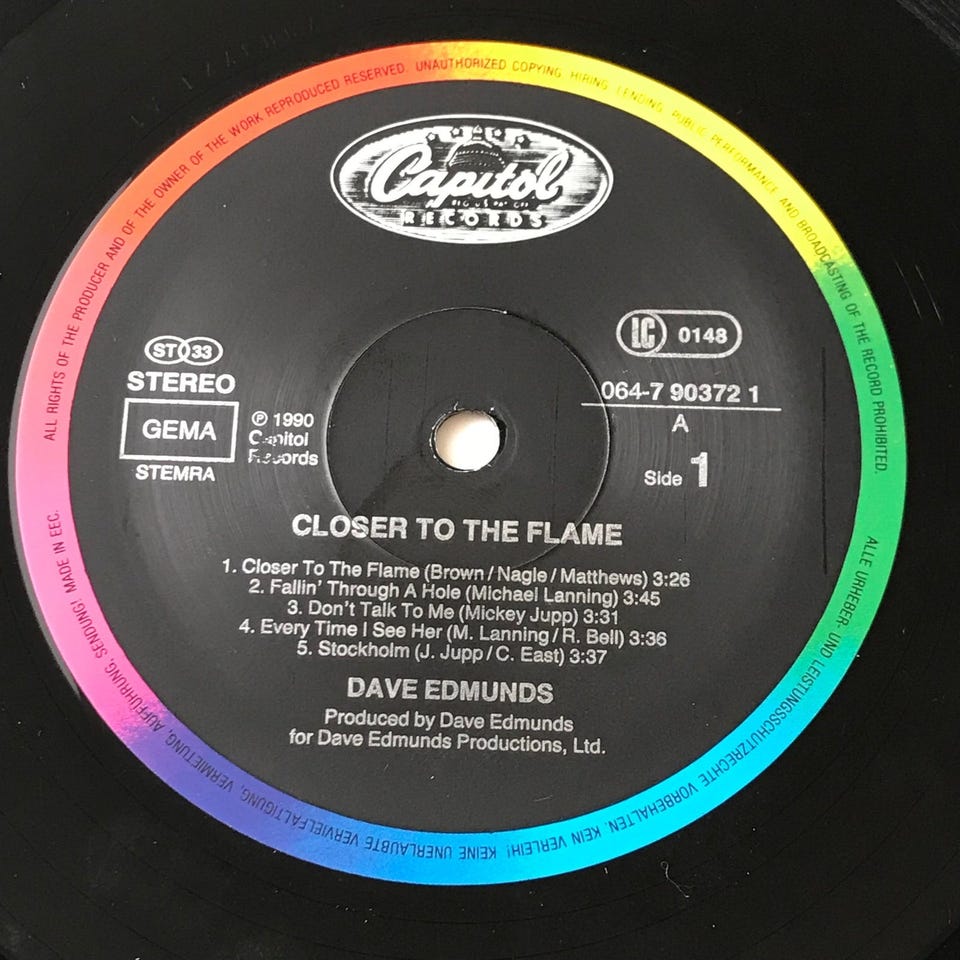 ALL RIGHTS OF THE PRODUCER AND OF THE OWNER OF THE WORK REPRODUCED RESERVED. UNAUTHORIZED COPYING, HIRING, LENDING, PUBLIC PERFORMANCE AND BROADCASTING OF THE RECORD PROHIBITED.
Capitol
RECORDS
LC 0148
ST 33
STEREO
GEMA
STEMRA
℗ 1990
Capitol
Records
064-7 90372 1
A
Side 1
CLOSER TO THE FLAME
1. Closer To The Flame (Brown / Nagle / Matthews) 3:26
2. Fallin' Through A Hole (Michael Lanning) 3:45
3. Don't Talk To Me (Mickey Jupp) 3:31
4. Every Time I See Her (M. Lanning / R. Bell) 3:36
5. Stockholm (J. Jupp / C. East) 3:37
DAVE EDMUNDS
Produced by Dave Edmunds
for Dave Edmunds Productions, Ltd.
ALLE URHEBER- UND LEISTUNGSSCHUTZRECHTE VORBEHALTEN. KEIN VERLEIH! KEINE UNERLAUBTE VERVIELFÄLTIGUNG, VERMIETUNG, AUFFÜHRUNG, SENDUNG! MADE IN EEC.